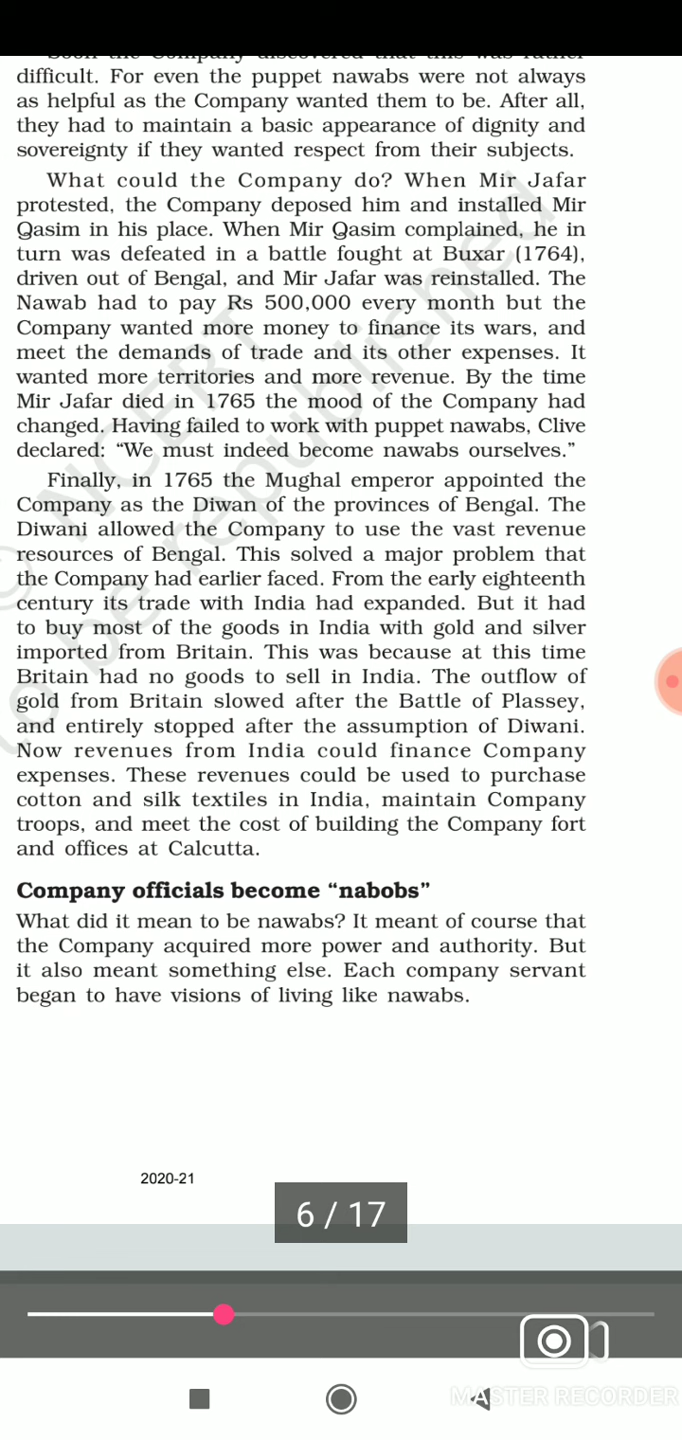 Soon the Company discovered that this was rather
difficult. For even the puppet nawabs were not always
as helpful as the Company wanted them to be. After all,
they had to maintain a basic appearance of dignity and
sovereignty if they wanted respect from their subjects.
What could the Company do? When Mir Jafar
protested, the Company deposed him and installed Mir
Qasim in his place. When Mir Qasim complained, he in
turn was defeated in a battle fought at Buxar (1764),
driven out of Bengal, and Mir Jafar was reinstalled. The
Nawab had to pay Rs 500,000 every month but the
Company wanted more money to finance its wars, and
meet the demands of trade and its other expenses. It
wanted more territories and more revenue. By the time
Mir Jafar died in 1765 the mood of the Company had
changed. Having failed to work with puppet nawabs, Clive
declared: “We must indeed become nawabs ourselves.”
Finally, in 1765 the Mughal emperor appointed the
Company as the Diwan of the provinces of Bengal. The
Diwani allowed the Company to use the vast revenue
resources of Bengal. This solved a major problem that
the Company had earlier faced. From the early eighteenth
century its trade with India had expanded. But it had
to buy most of the goods in India with gold and silver
imported from Britain. This was because at this time
Britain had no goods to sell in India. The outflow of
gold from Britain slowed after the Battle of Plassey,
and entirely stopped after the assumption of Diwani.
Now revenues from India could finance Company
expenses. These revenues could be used to purchase
cotton and silk textiles in India, maintain Company
troops, and meet the cost of building the Company fort
and offices at Calcutta.
Company officials become “nabobs”
What did it mean to be nawabs? It meant of course that
the Company acquired more power and authority. But
it also meant something else. Each company servant
began to have visions of living like nawabs.
© NCERT
to be republished
2020-21
6 / 17
MASTER RECORDER